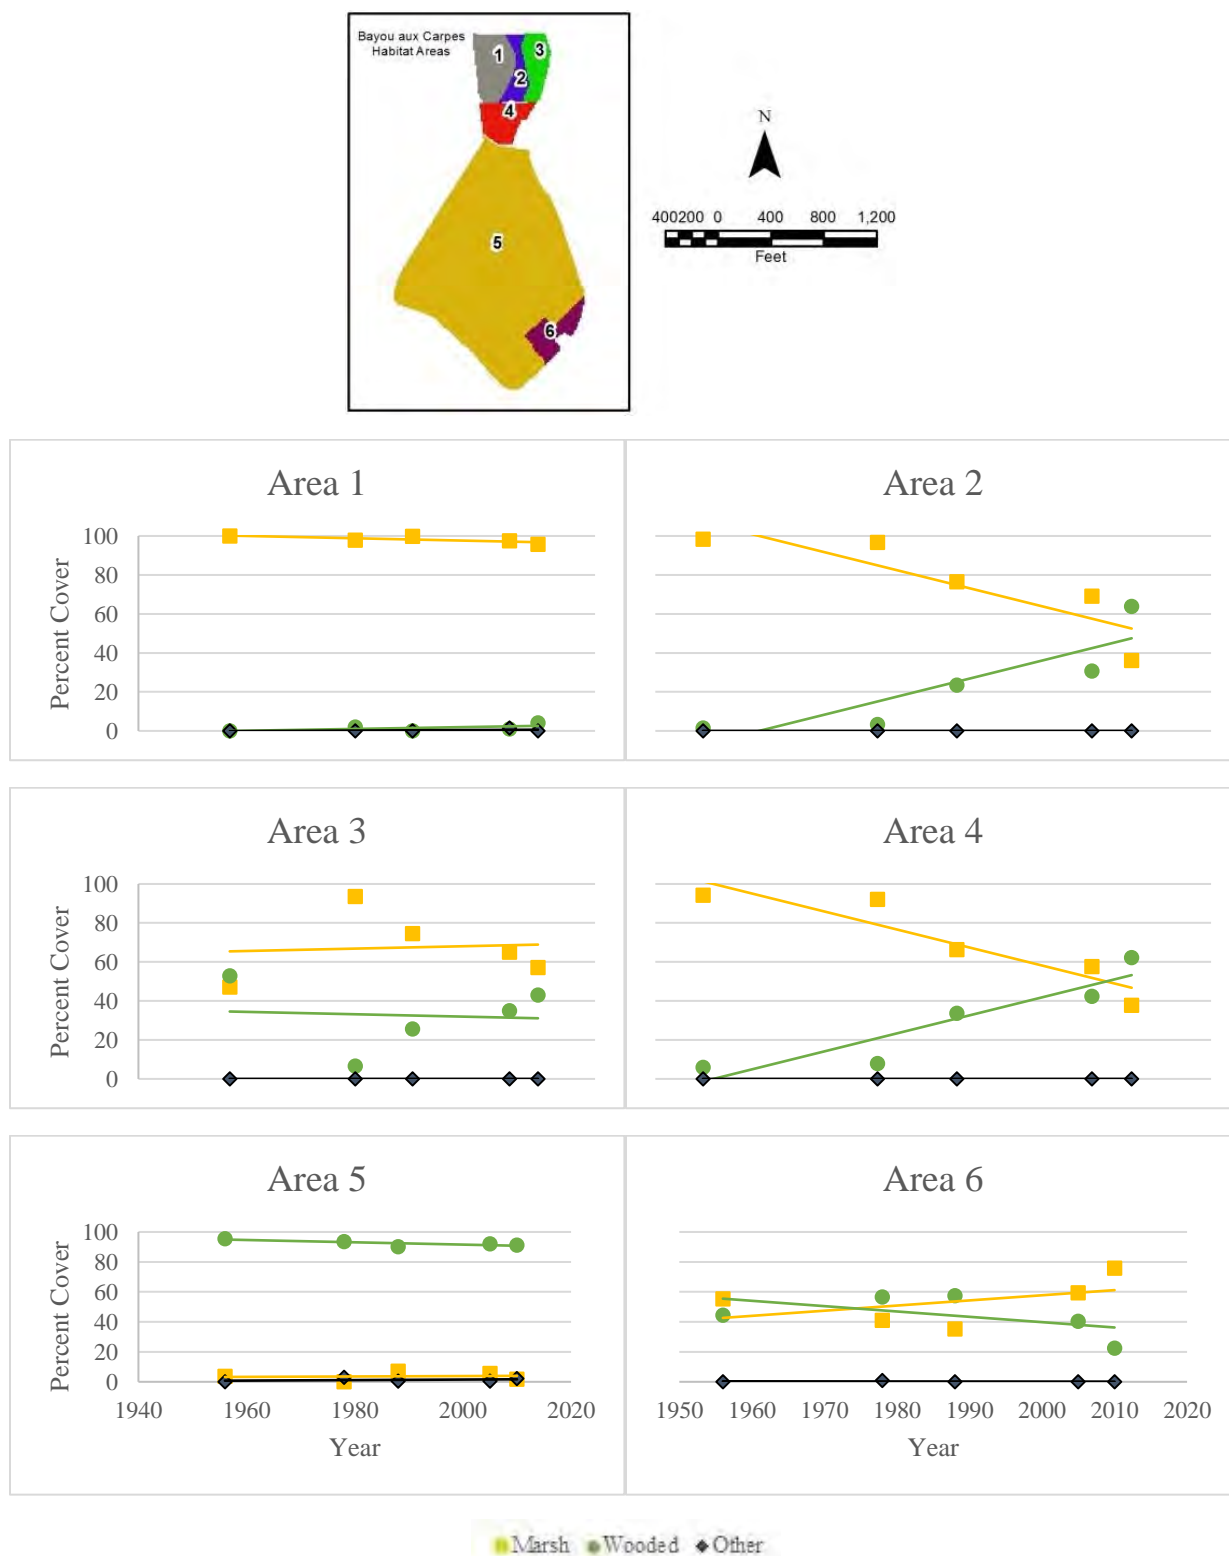 Bayou aux Carpes
Habitat Areas
1
2
3
4
5
6
N
400200 0 400 800 1,200
Feet
Area 1
Percent Cover
100
80
60
40
20
0
Area 2
Area 3
Percent Cover
100
80
60
40
20
0
Area 4
Area 5
Percent Cover
100
80
60
40
20
0
1940 1960 1980 2000 2020
Year
Area 6
1950 1960 1970 1980 1990 2000 2010 2020
Year
Marsh Wooded Other